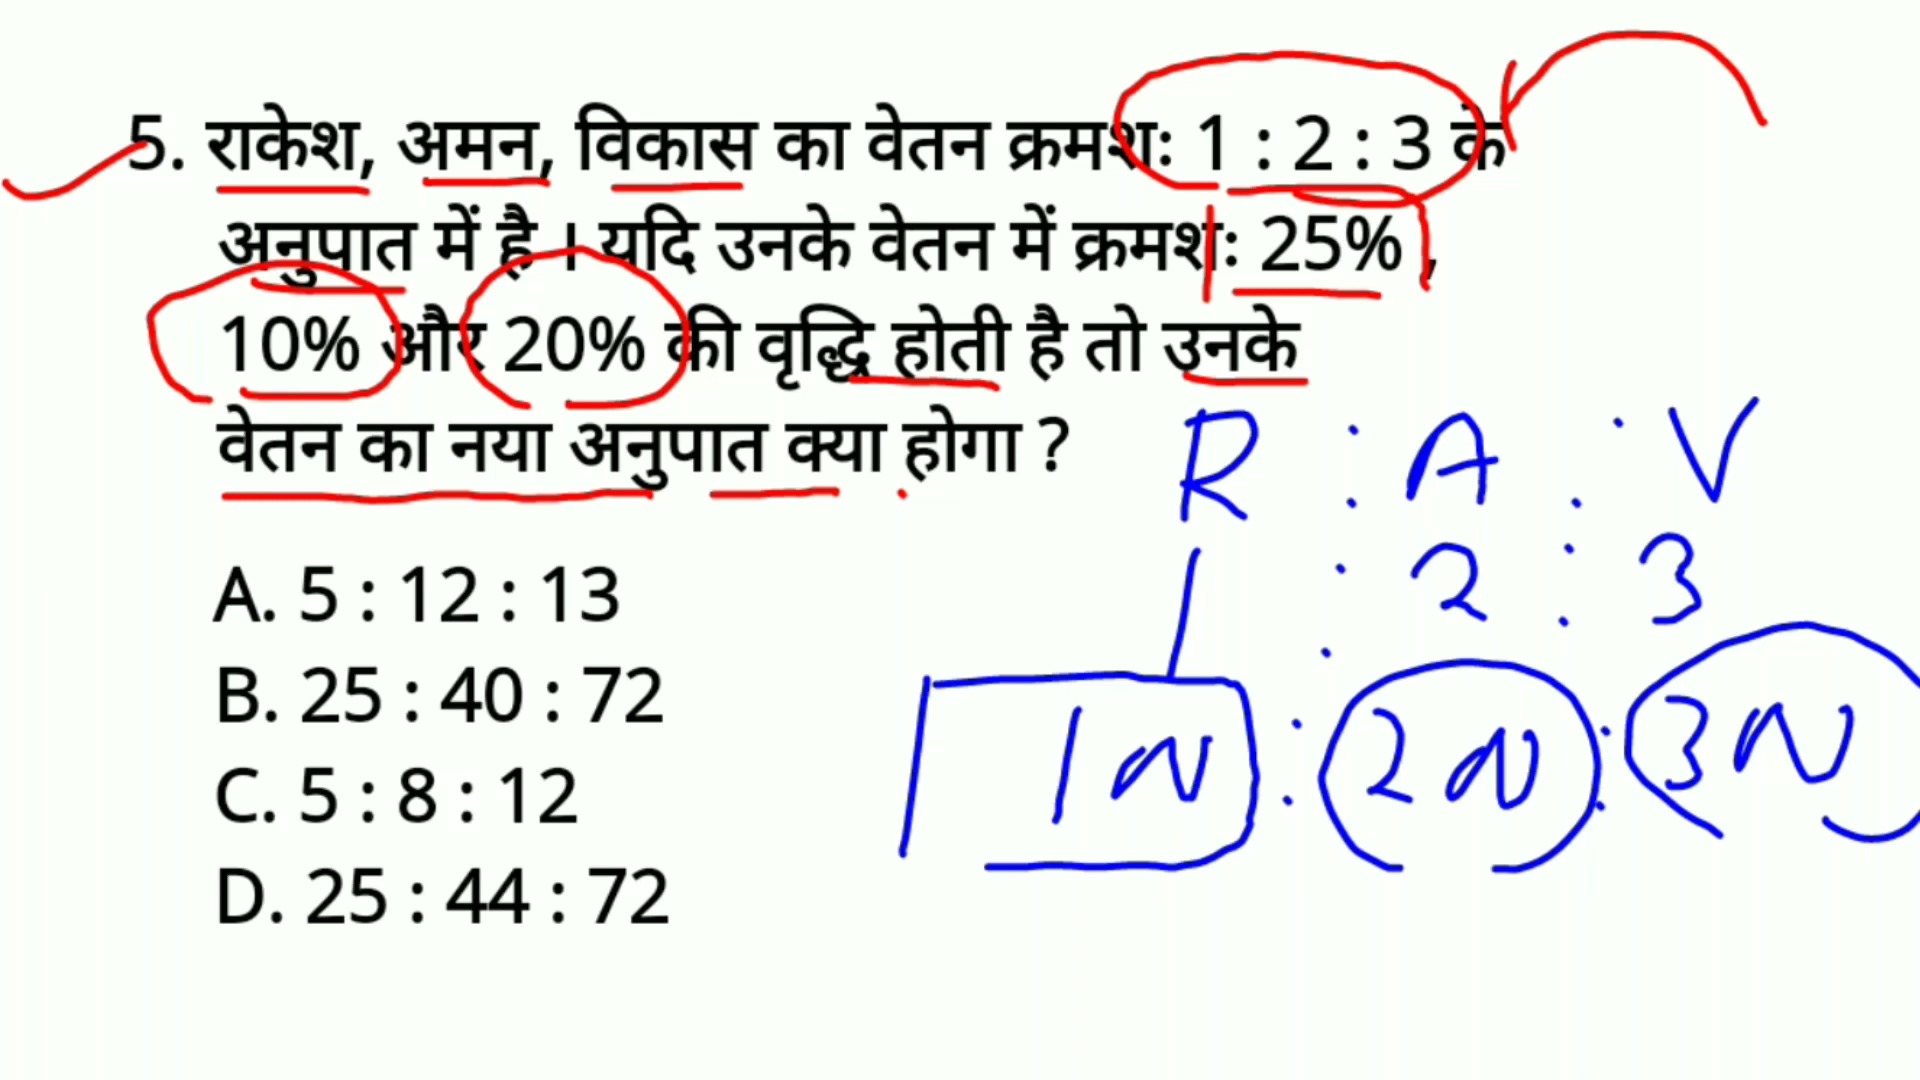 5. राकेश, अमन, विकास का वेतन क्रमशः 1 : 2 : 3 के
अनुपात में है । यदि उनके वेतन में क्रमशः 25% ,
10% और 20% की वृद्धि होती है तो उनके
वेतन का नया अनुपात क्या होगा ?
R : A : V
1 : 2 : 3
1N : 2N : 3N
A. 5 : 12 : 13
B. 25 : 40 : 72
C. 5 : 8 : 12
D. 25 : 44 : 72